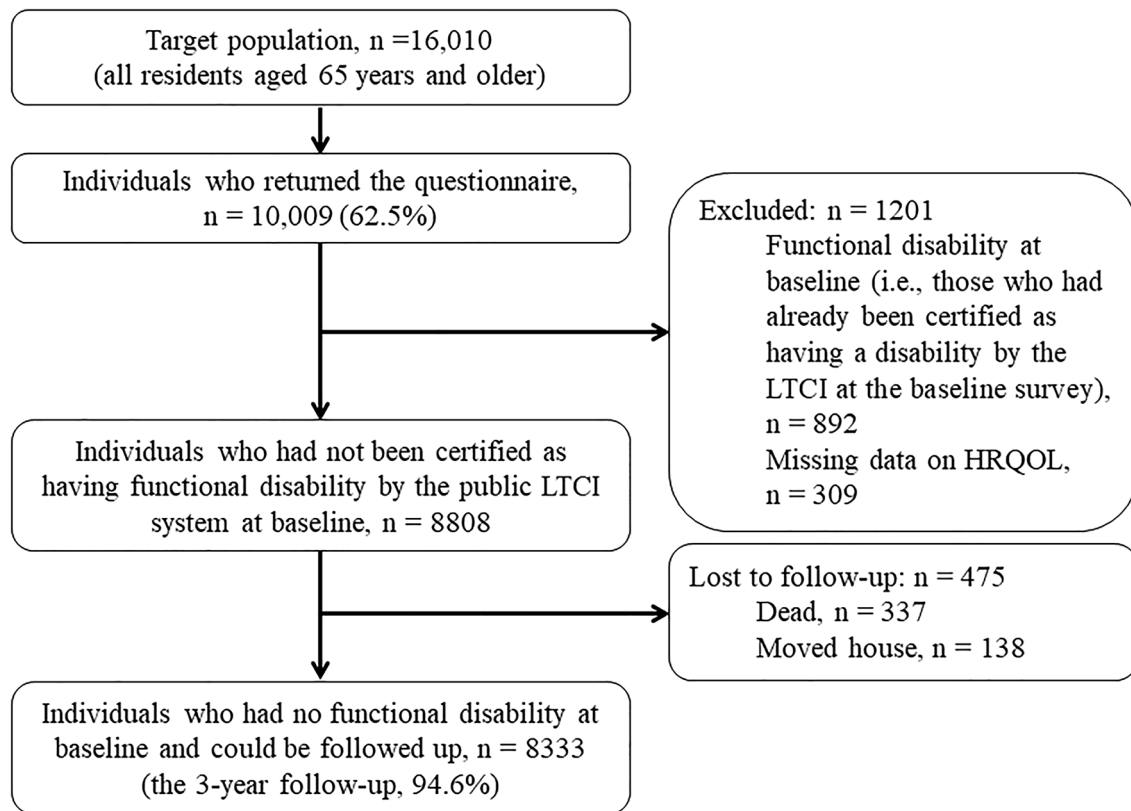 Target population, n =16,010
(all residents aged 65 years and older)
Individuals who returned the questionnaire,
n = 10,009 (62.5%)
Excluded: n = 1201
Functional disability at
baseline (i.e., those who had
already been certified as
having a disability by the
LTCI at the baseline survey),
n = 892
Missing data on HRQOL,
n = 309
Individuals who had not been certified as
having functional disability by the public LTCI
system at baseline, n = 8808
Lost to follow-up: n = 475
Dead, n = 337
Moved house, n = 138
Individuals who had no functional disability at
baseline and could be followed up, n = 8333
(the 3-year follow-up, 94.6%)